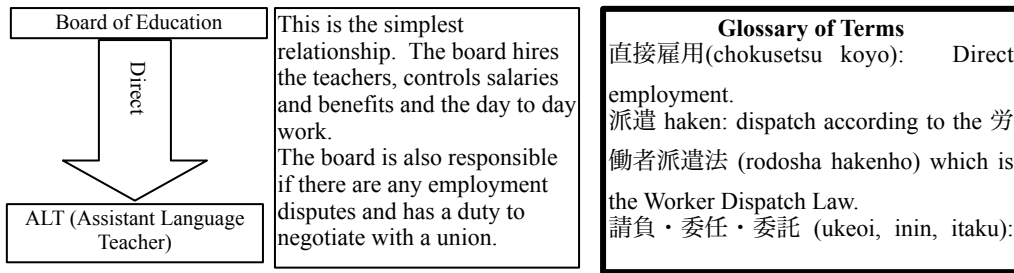 Board of Education
Direct
ALT (Assistant Language
Teacher)
This is the simplest
relationship. The board hires
the teachers, controls salaries
and benefits and the day to day
work.
The board is also responsible
if there are any employment
disputes and has a duty to
negotiate with a union.
Glossary of Terms
直接雇用(chokusetsu koyo): Direct
employment.
派遣 haken: dispatch according to the 労
働者派遣法 (rodosha hakenho) which is
the Worker Dispatch Law.
請負・委任・委託 (ukeoi, inin, itaku):